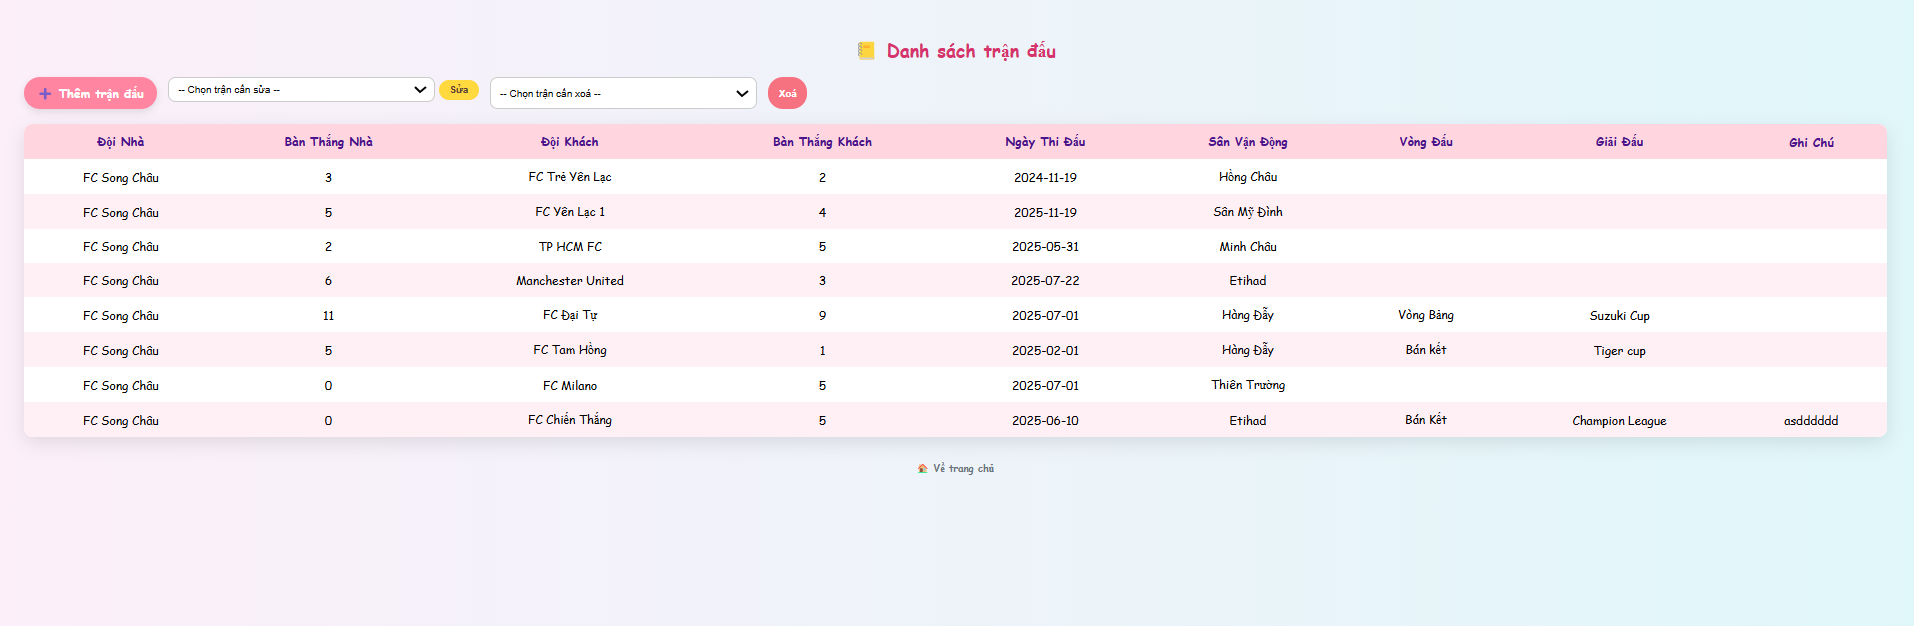 📒 Danh sách trận đấu
➕ Thêm trận đấu -- Chọn trận cần sửa -- Sửa -- Chọn trận cần xoá -- Xoá
Đội Nhà Bàn Thắng Nhà Đội Khách Bàn Thắng Khách Ngày Thi Đấu Sân Vận Động Vòng Đấu Giải Đấu Ghi Chú
FC Song Châu 3 FC Trẻ Yên Lạc 2 2024-11-19 Hồng Châu
FC Song Châu 5 FC Yên Lạc 1 4 2025-11-19 Sân Mỹ Đình
FC Song Châu 2 TP HCM FC 5 2025-05-31 Minh Châu
FC Song Châu 6 Manchester United 3 2025-07-22 Etihad
FC Song Châu 11 FC Đại Tự 9 2025-07-01 Hàng Đẫy Vòng Bảng Suzuki Cup
FC Song Châu 5 FC Tam Hồng 1 2025-02-01 Hàng Đẫy Bán kết Tiger cup
FC Song Châu 0 FC Milano 5 2025-07-01 Thiên Trường
FC Song Châu 0 FC Chiến Thắng 5 2025-06-10 Etihad Bán Kết Champion League asdddddd
🏠 Về trang chủ